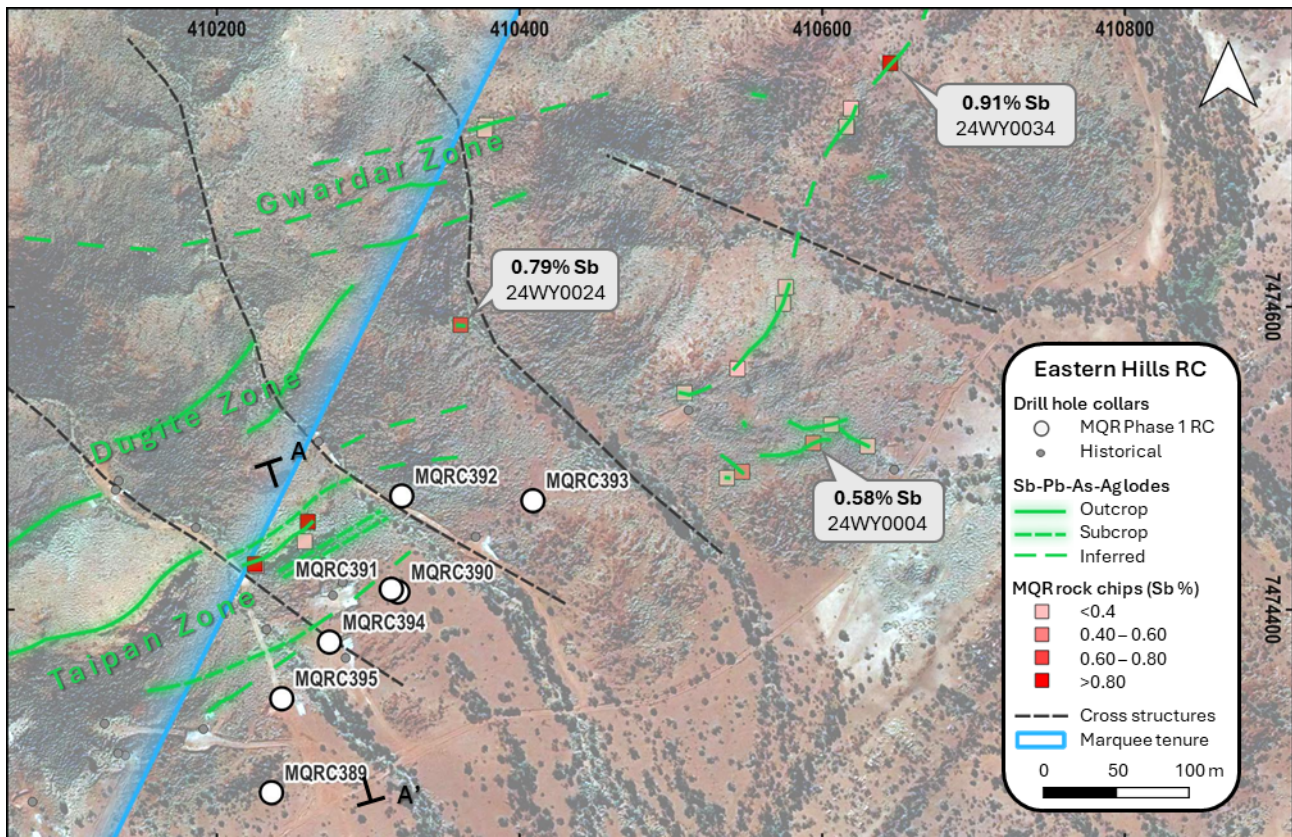 410200
410400
410600
410800
0.91% Sb
24WY0034
Gwardar Zone
0.79% Sb
24WY0024
7474600
Dugite Zone
A
MQRC392
MQRC393
0.58% Sb
24WY0004
MQRC391
MQRC390
MQRC394
Taipan Zone
MQRC395
MQRC389
A'
7474400
Eastern Hills RC
Drill hole collars
MQR Phase 1 RC
Historical
Sb-Pb-As-Aglodes
Outcrop
Subcrop
Inferred
MQR rock chips (Sb %)
<0.4
0.40 – 0.60
0.60 – 0.80
>0.80
Cross structures
Marquee tenure
0 50 100 m